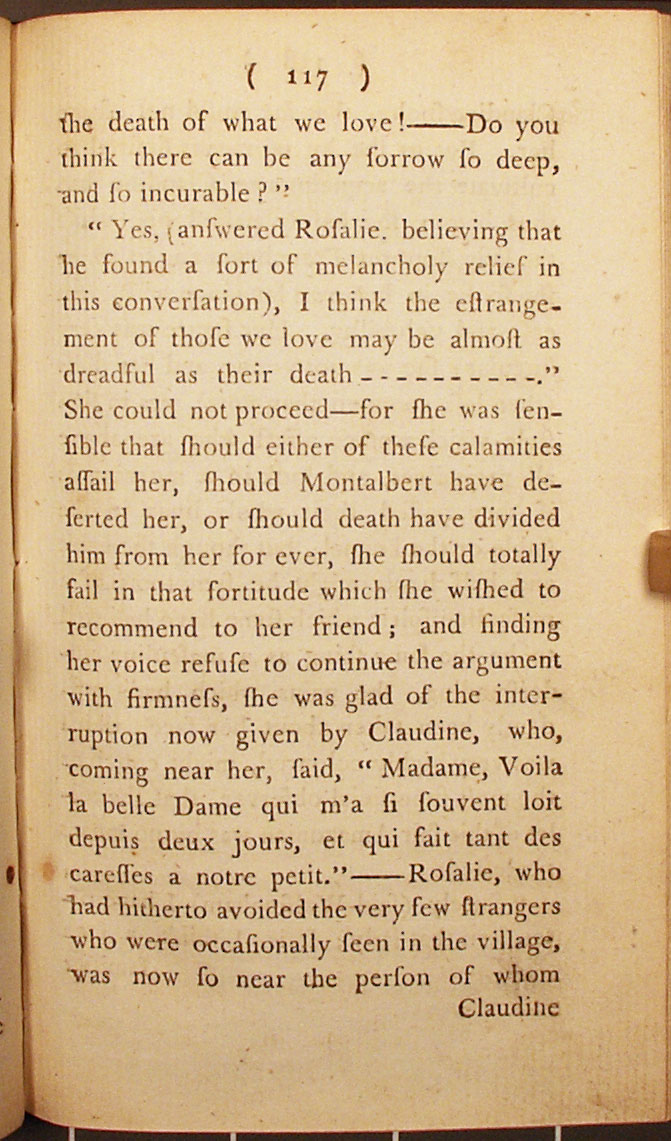 ( 117 )
the death of what we love!——Do you
think there can be any ſorrow ſo deep,
and ſo incurable?”
“ Yes, (anſwered Roſalie. believing that
he found a ſort of melancholy relief in
this converſation), I think the eſtrange-
ment of thoſe we love may be almoſt as
dreadful as their death - - - - - - - - - -.”
She could not proceed—for ſhe was ſen-
ſible that ſhould either of theſe calamities
aſſail her, ſhould Montalbert have de-
ſerted her, or ſhould death have divided
him from her for ever, ſhe ſhould totally
fail in that fortitude which ſhe wiſhed to
recommend to her friend; and finding
her voice refuſe to continue the argument
with firmneſs, ſhe was glad of the inter-
ruption now given by Claudine, who,
coming near her, ſaid, “ Madame, Voila
la belle Dame qui m'a ſi ſouvent loit
depuis deux jours, et qui fait tant des
careſſes a notre petit.”——Roſalie, who
had hitherto avoided the very few ſtrangers
who were occaſionally ſeen in the village,
was now ſo near the perſon of whom
Claudine